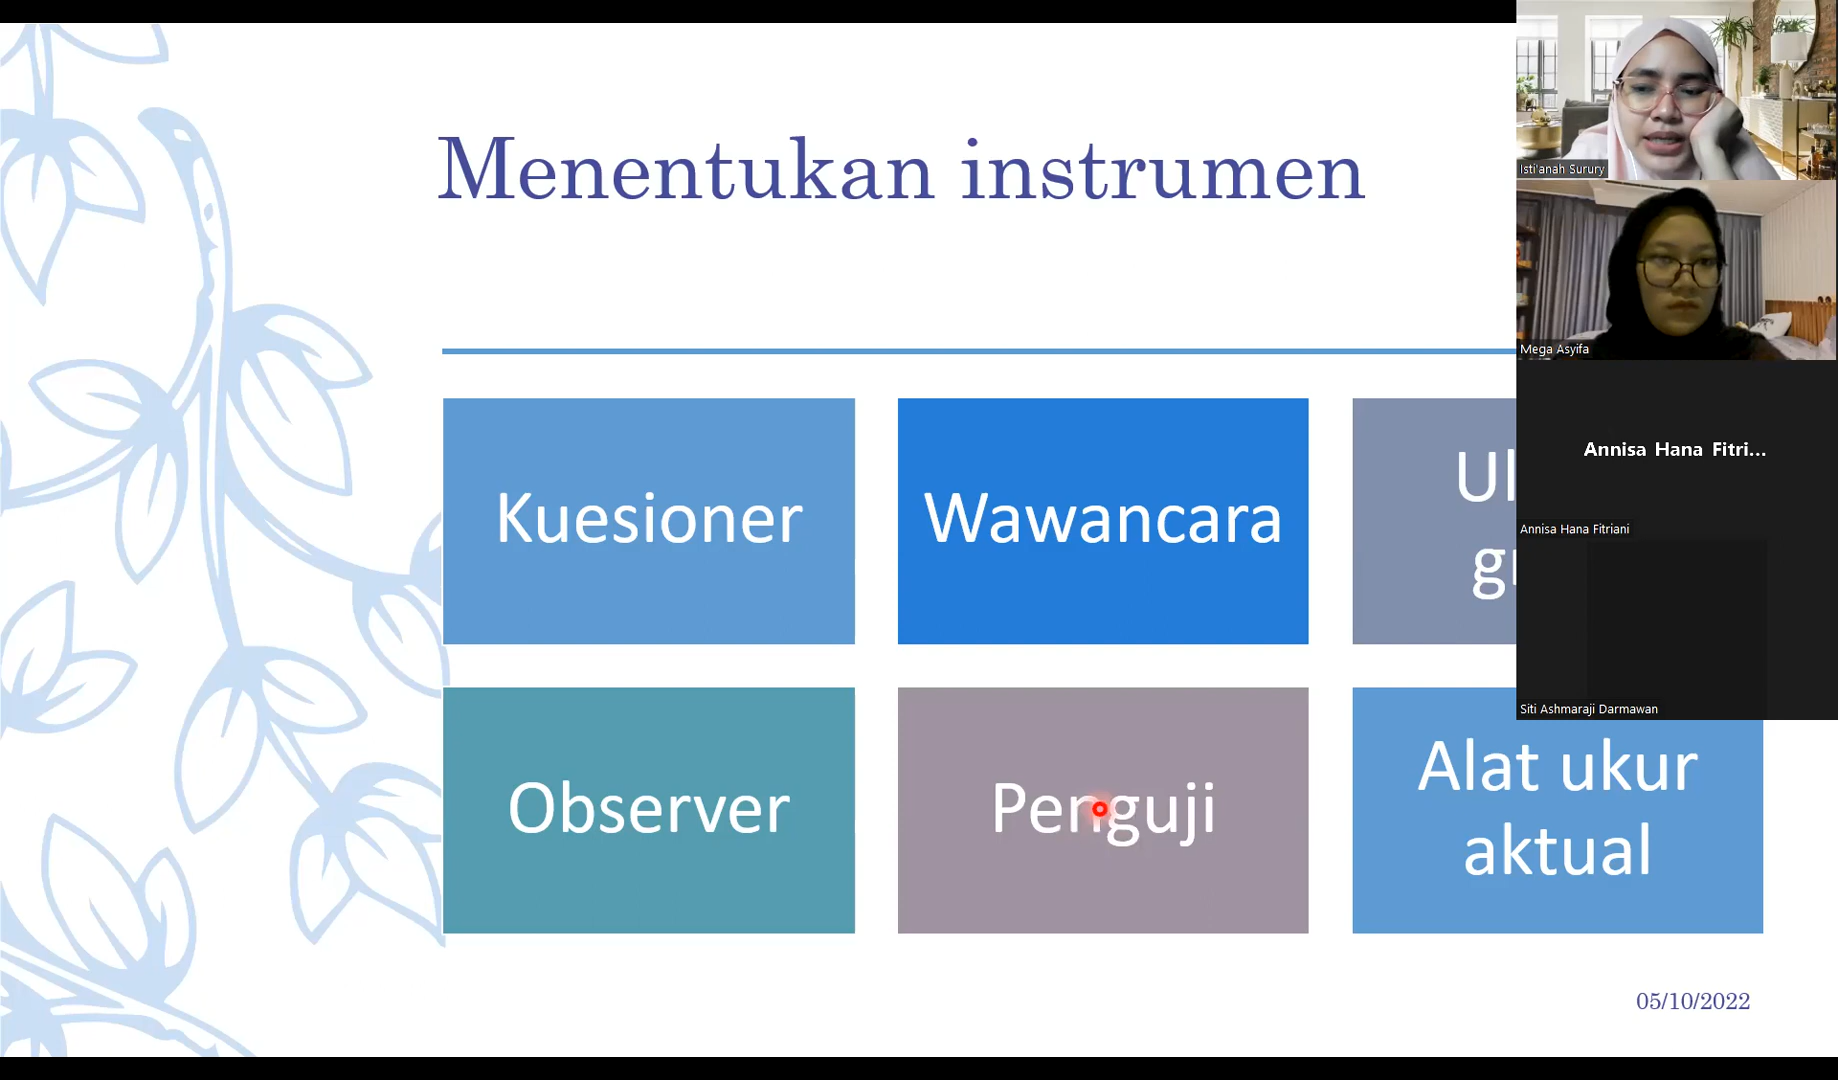 Menentukan instrumen
Kuesioner
Wawancara
Observer
Penguji
Alat ukur
aktual
05/10/2022
Isti'anah Surury
Mega Asyifa
Annisa Hana Fitri...
Annisa Hana Fitriani
Siti Ashmaraji Darmawan